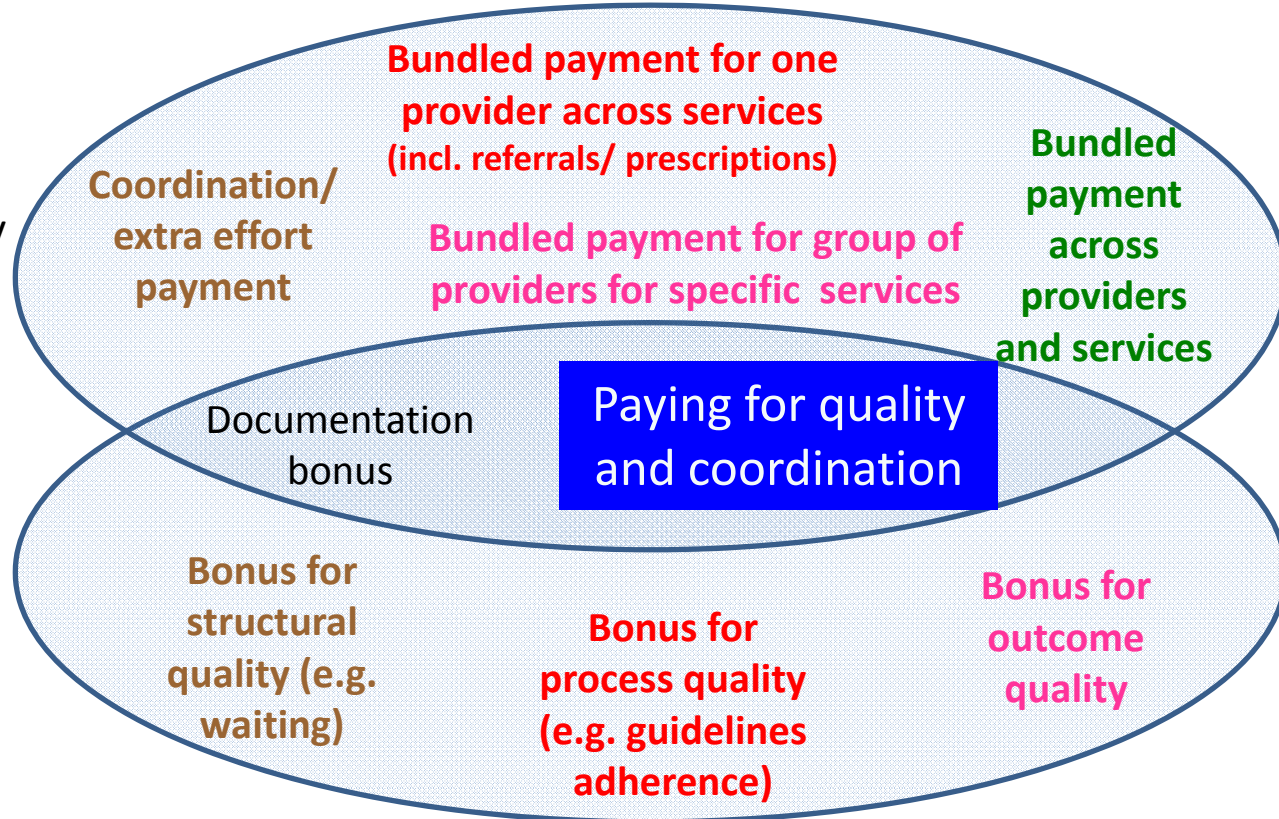 Bundled payment for one
provider across services
(incl. referrals/ prescriptions)
Bundled
payment
across
providers
and services
Coordination/
extra effort
payment
/
Bundled payment for group of
providers for specific services
Documentation
bonus
Paying for quality
and coordination
Bonus for
structural
quality (e.g.
waiting)
Bonus for
process quality
(e.g. guidelines
adherence)
Bonus for
outcome
quality